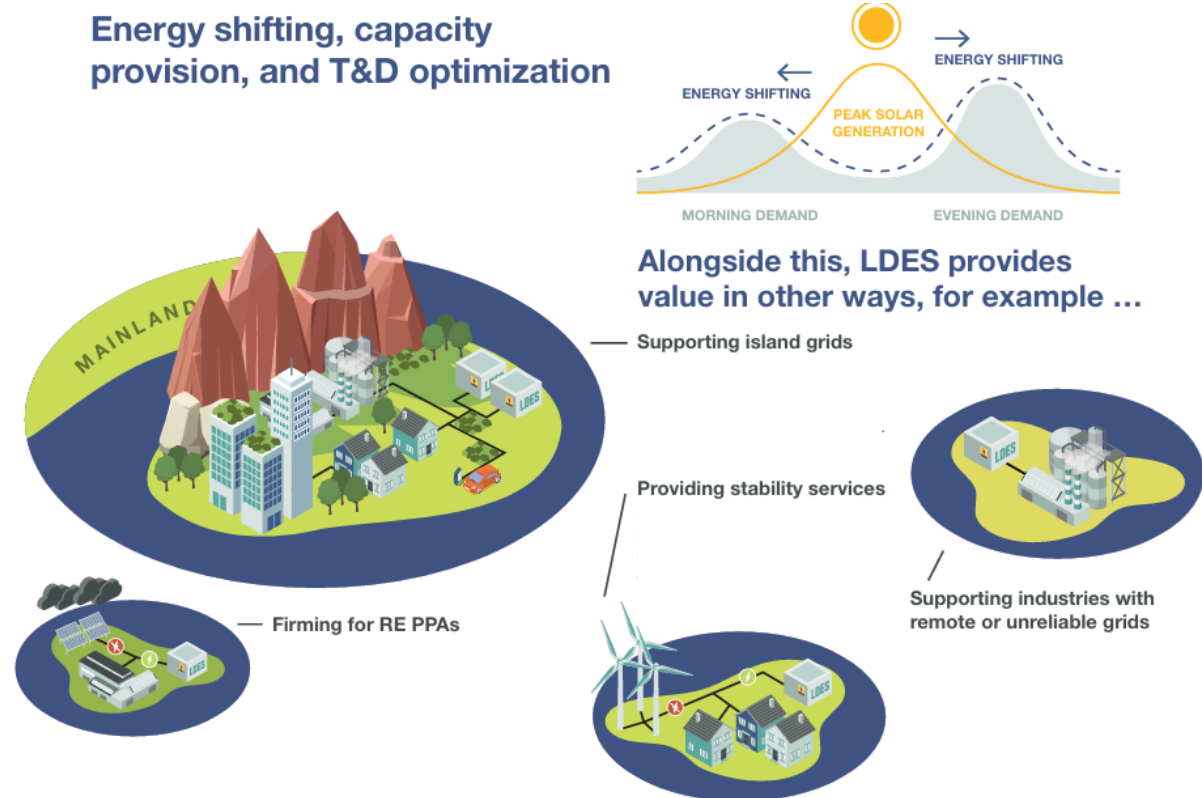 Energy shifting, capacity
provision, and T&D optimization
ENERGY SHIFTING
ENERGY SHIFTING
PEAK SOLAR
GENERATION
MORNING DEMAND
EVENING DEMAND
Alongside this, LDES provides
value in other ways, for example …
MAINLAND
LDES
Supporting island grids
LDES
Providing stability services
Supporting industries with
remote or unreliable grids
Firming for RE PPAs
LDES
LDES